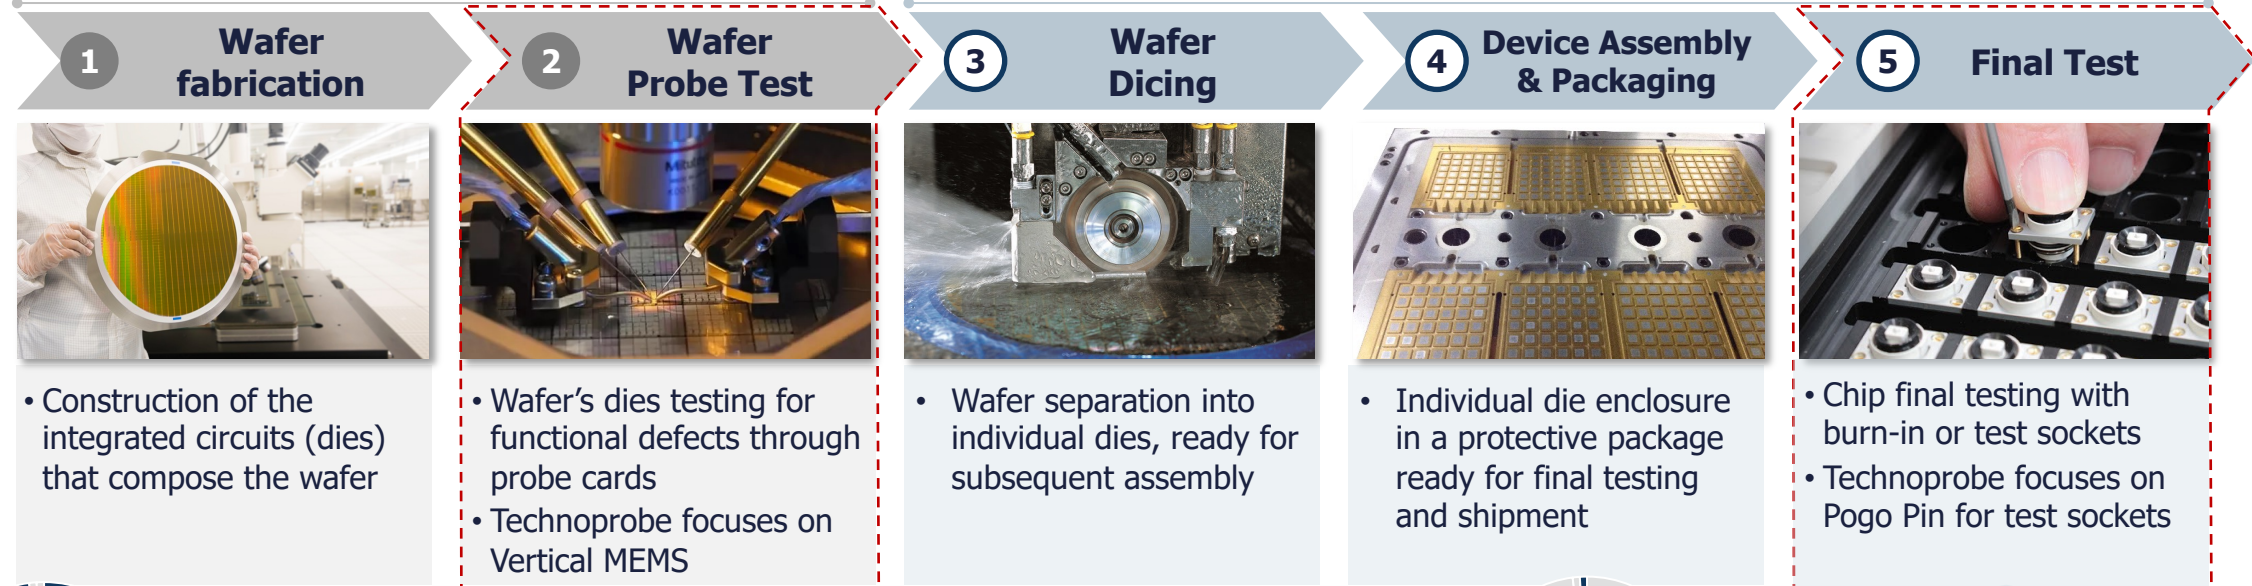 1
Wafer
fabrication
2
Wafer
Probe Test
3
Wafer
Dicing
4
Device Assembly
& Packaging
5
Final Test
Mitutoyo
• Construction of the
integrated circuits (dies)
that compose the wafer
• Wafer’s dies testing for
functional defects through
probe cards
• Technoprobe focuses on
Vertical MEMS
• Wafer separation into
individual dies, ready for
subsequent assembly
• Individual die enclosure
in a protective package
ready for final testing
and shipment
• Chip final testing with
burn-in or test sockets
• Technoprobe focuses on
Pogo Pin for test sockets